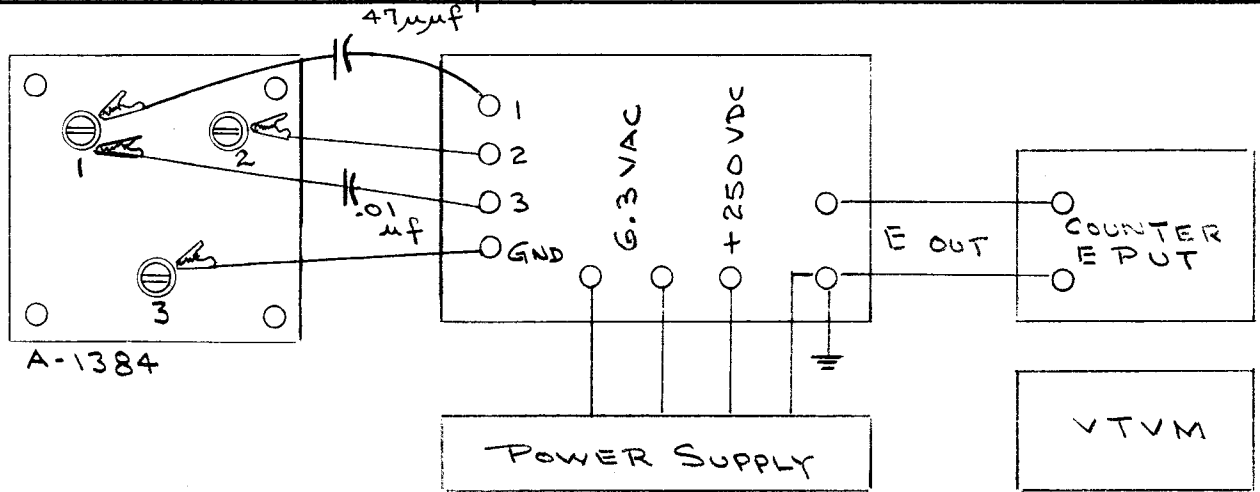 47µµf
1
2
3
A-1384
.01
µf
1
2
3
GND
6.3 VAC
+250 VDC
E OUT
COUNTER
E PUT
POWER SUPPLY
VTVM